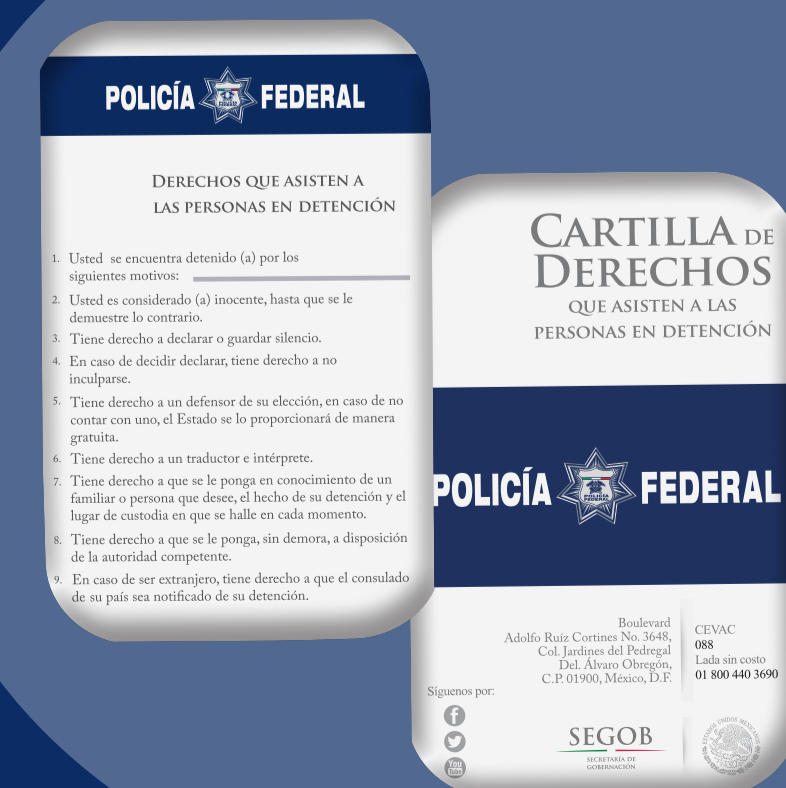 POLICÍA FEDERAL
DERECHOS QUE ASISTEN A
LAS PERSONAS EN DETENCIÓN
1. Usted se encuentra detenido (a) por los
siguientes motivos:
2. Usted es considerado (a) inocente, hasta que se le
demuestre lo contrario.
3. Tiene derecho a declarar o guardar silencio.
4. En caso de decidir declarar, tiene derecho a no
inculparse.
5. Tiene derecho a un defensor de su elección, en caso de no
contar con uno, el Estado se lo proporcionará de manera
gratuita.
6. Tiene derecho a un traductor e intérprete.
7. Tiene derecho a que se le ponga en conocimiento de un
familiar o persona que desee, el hecho de su detención y el
lugar de custodia en que se halle en cada momento.
8. Tiene derecho a que se le ponga, sin demora, a disposición
de la autoridad competente.
9. En caso de ser extranjero, tiene derecho a que el consulado
de su país sea notificado de su detención.
CARTILLA DE
DERECHOS
QUE ASISTEN A LAS
PERSONAS EN DETENCIÓN
POLICÍA FEDERAL
POLICÍA
FEDERAL
Boulevard
Adolfo Ruíz Cortines No. 3648,
Col. Jardines del Pedregal
Del. Álvaro Obregón,
C.P. 01900, México, D.F.
CEVAC
088
Lada sin costo
01 800 440 3690
Síguenos por:
You
Tube
SEGOB
SECRETARÍA DE
GOBERNACIÓN
ESTADOS UNIDOS MEXICANOS